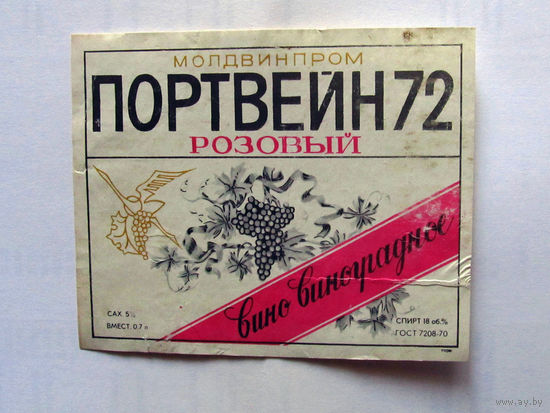 МОЛДВИНПРОМ
ПОРТВЕЙН 72
РОЗОВЫЙ
вино виноградное
САХ. 5%
ВМЕСТ. 0.7 л
СПИРТ 18 об.%
ГОСТ 7208-70
www.ay.by